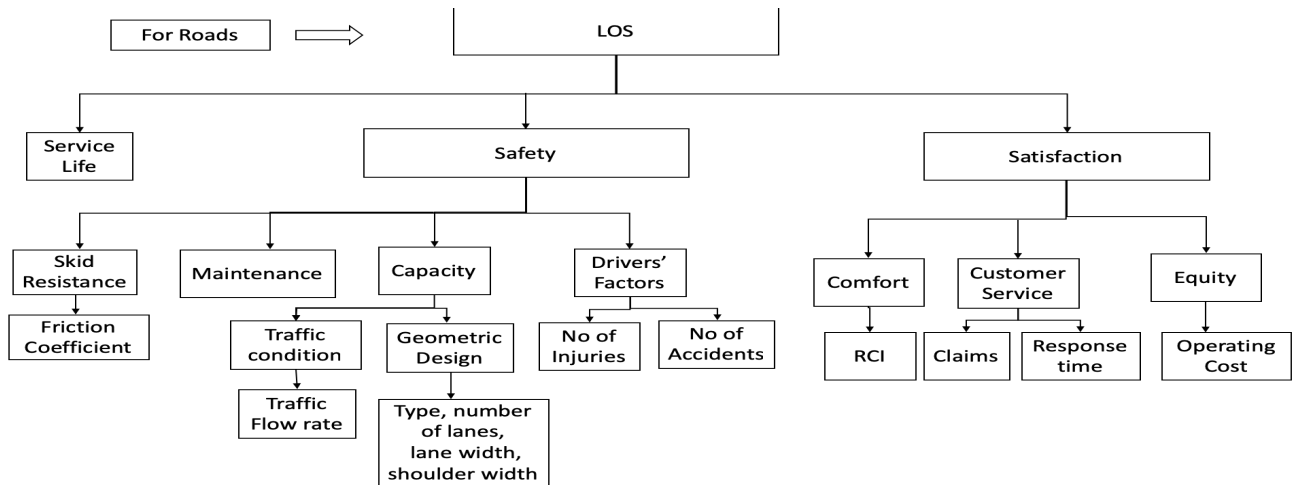 For Roads
LOS
Service
Life
Safety
Satisfaction
Skid
Resistance
Maintenance
Capacity
Drivers’
Factors
Comfort
Customer
Service
Equity
Friction
Coefficient
Traffic
condition
Geometric
Design
No of
Injuries
No of
Accidents
RCI
Claims
Response
time
Operating
Cost
Traffic
Flow rate
Type, number
of lanes,
lane width,
shoulder width